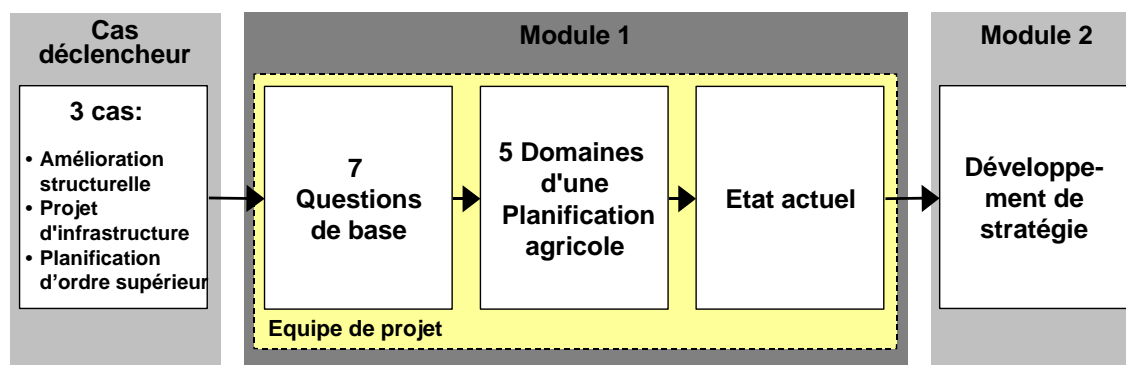 Cas
déclencheur
3 cas:
• Amélioration
structurelle
• Projet
d'infrastructure
• Planification
d’ordre supérieur
Module 1
7
Questions
de base
5 Domaines
d'une
Planification
agricole
Etat actuel
Equipe de projet
Module 2
Développe-
ment de
stratégie